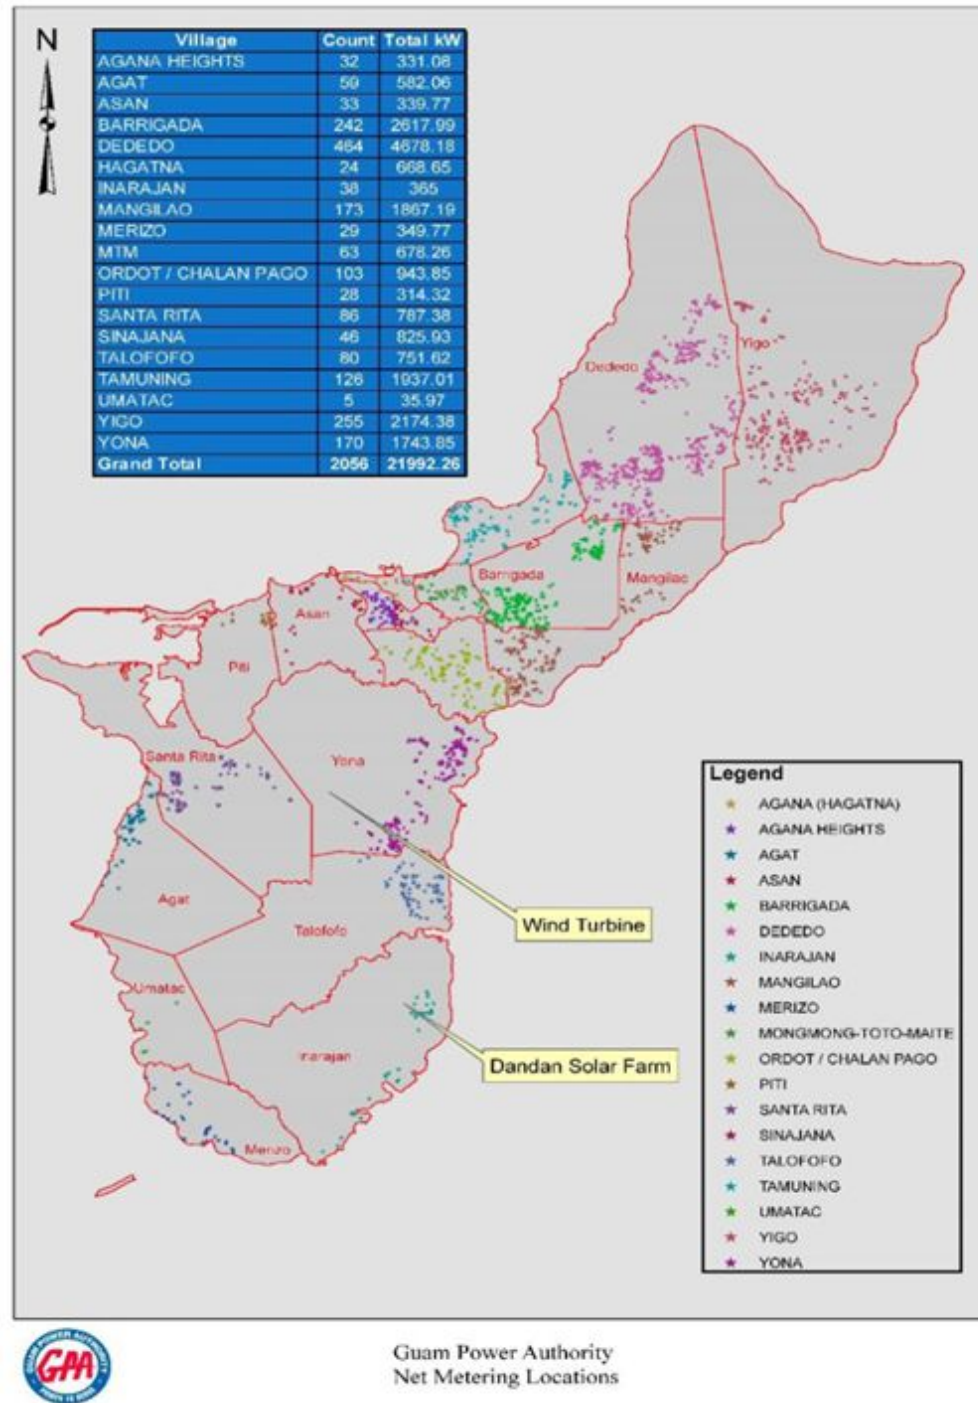 N
Village Count Total kW
AGANA HEIGHTS 32 331.08
AGAT 59 582.06
ASAN 33 339.77
BARRIGADA 242 2617.99
DEDEDO 464 4678.18
HAGATNA 24 668.65
INARAJAN 38 365
MANGILAO 173 1867.19
MERIZO 29 349.77
MTM 63 678.26
ORDOT / CHALAN PAGO 103 943.85
PITI 28 314.32
SANTA RITA 86 787.38
SINAJANA 46 825.93
TALOFOFO 80 751.62
TAMUNING 126 1937.01
UMATAC 5 35.97
YIGO 255 2174.38
YONA 170 1743.85
Grand Total 2056 21992.26
Yigo
Dededo
Barrigada
Mangilao
Asan
Piti
Santa Rita
Yona
Agat
Wind Turbine
Talofofo
Umatac
Inarajan
Dandan Solar Farm
Merizo
Legend
AGANA (HAGATNA)
AGANA HEIGHTS
AGAT
ASAN
BARRIGADA
DEDEDO
INARAJAN
MANGILAO
MERIZO
MONGMONG-TOTO-MAITE
ORDOT / CHALAN PAGO
PITI
SANTA RITA
SINAJANA
TALOFOFO
TAMUNING
UMATAC
YIGO
YONA
GUAM POWER AUTHORITY
GPA
Guam Power Authority
Net Metering Locations